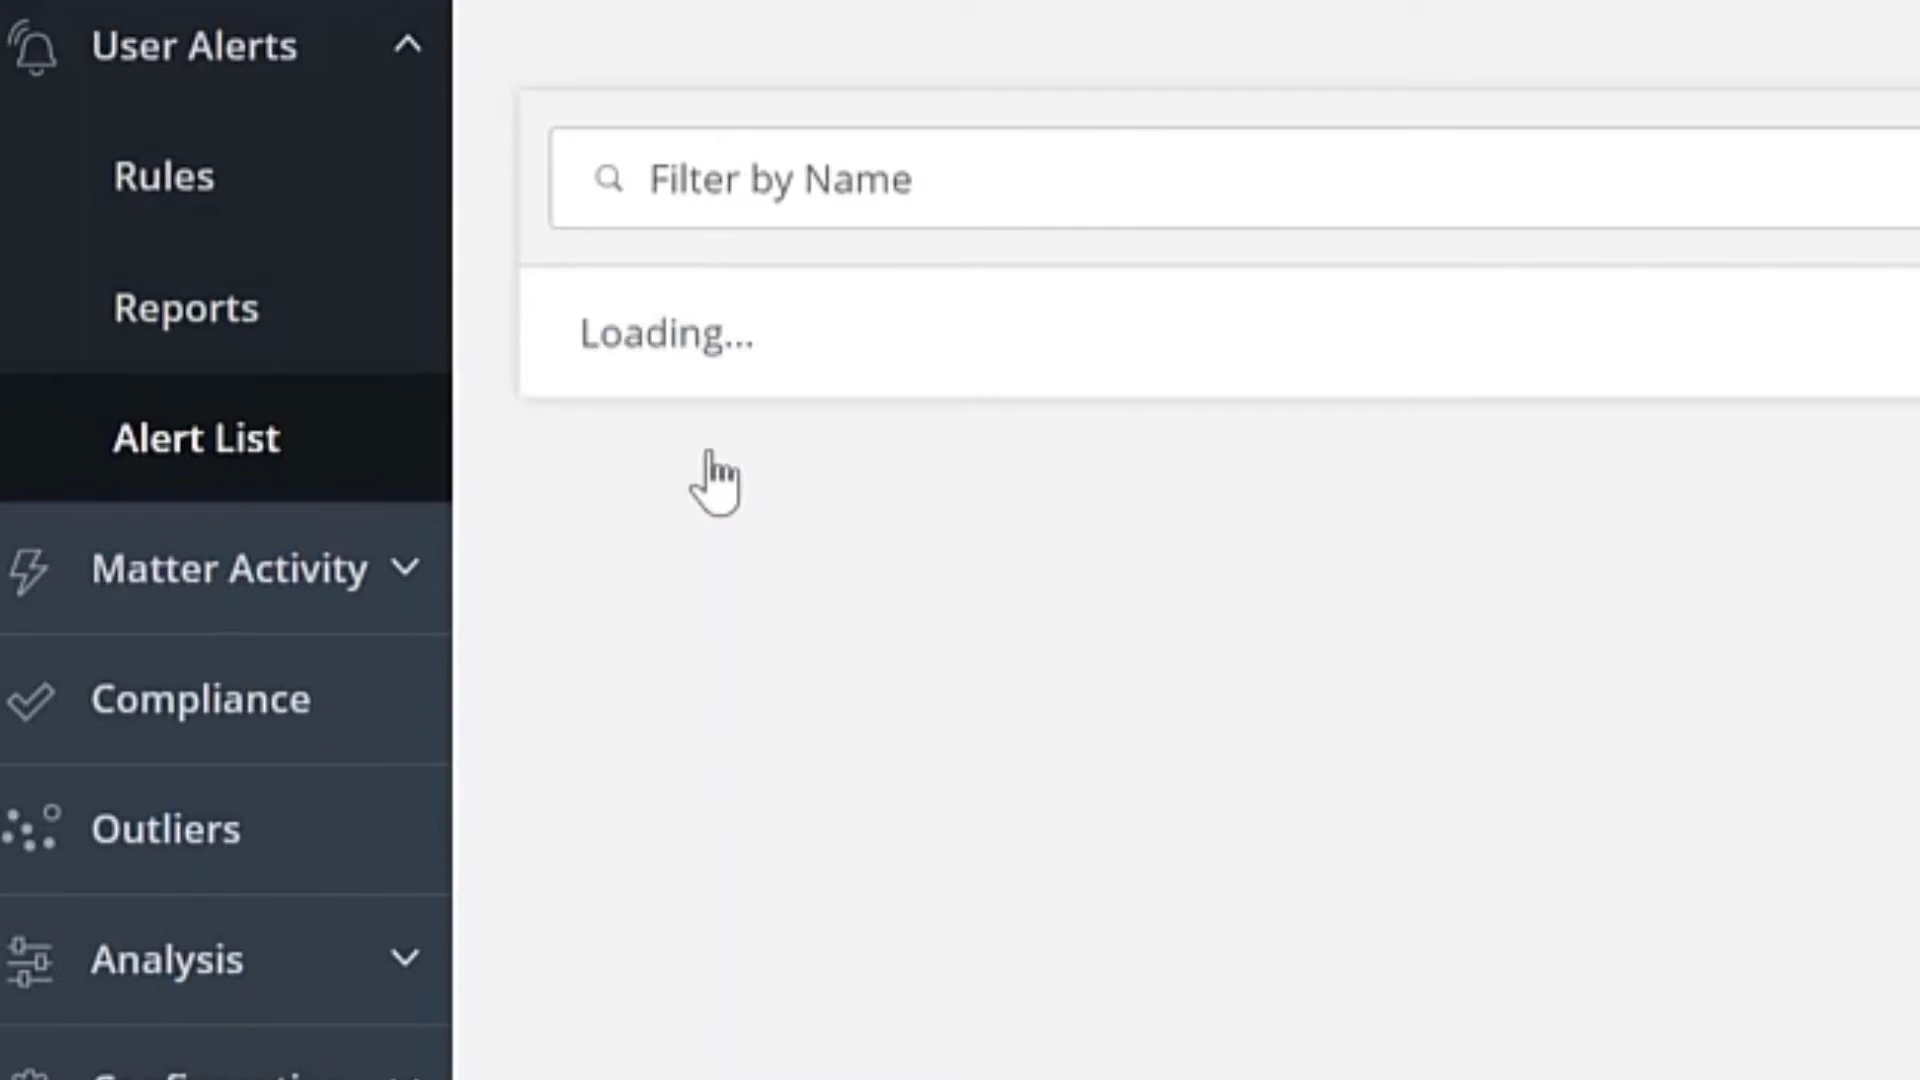 User Alerts
Rules
Reports
Alert List
Matter Activity
Compliance
Outliers
Analysis
Filter by Name
Loading...